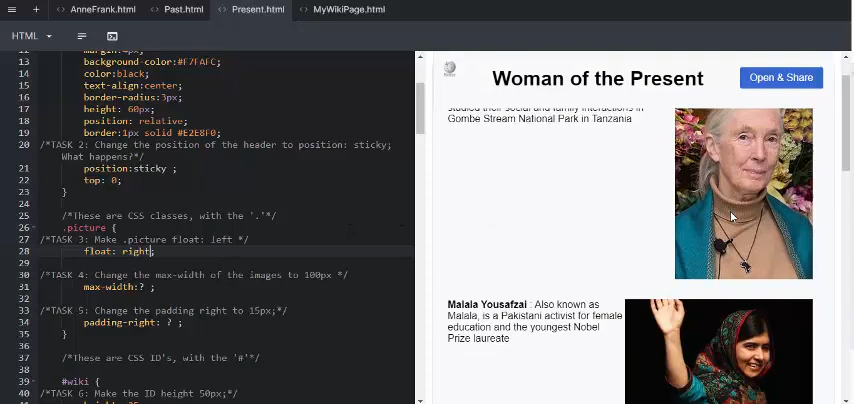 AnneFrank.html
Past.html
Present.html
MyWikiPage.html
HTML
13 background-color:#F7FAFC;
14 color:black;
15 text-align:center;
16 border-radius:3px;
17 height: 60px;
18 position: relative;
19 border:1px solid #E2E8F0;
20 /*TASK 2: Change the position of the header to position: sticky;
What happens?*/
21 position:sticky ;
22 top: 0;
23 }
24
25 /*These are CSS classes, with the '.'*/
26 .picture {
27 /*TASK 3: Make .picture float: left */
28 float: right;
29
30 /*TASK 4: Change the max-width of the images to 100px */
31 max-width:? ;
32
33 /*TASK 5: Change the padding right to 15px;*/
34 padding-right: ? ;
35 }
36
37 /*These are CSS ID's, with the '#'*/
38
39 #wiki {
40 /*TASK 6: Make the ID height 50px;*/
Woman of the Present
Open & Share
studied their social and family interactions in
Gombe Stream National Park in Tanzania
Malala Yousafzai : Also known as
Malala, is a Pakistani activist for female
education and the youngest Nobel
Prize laureate